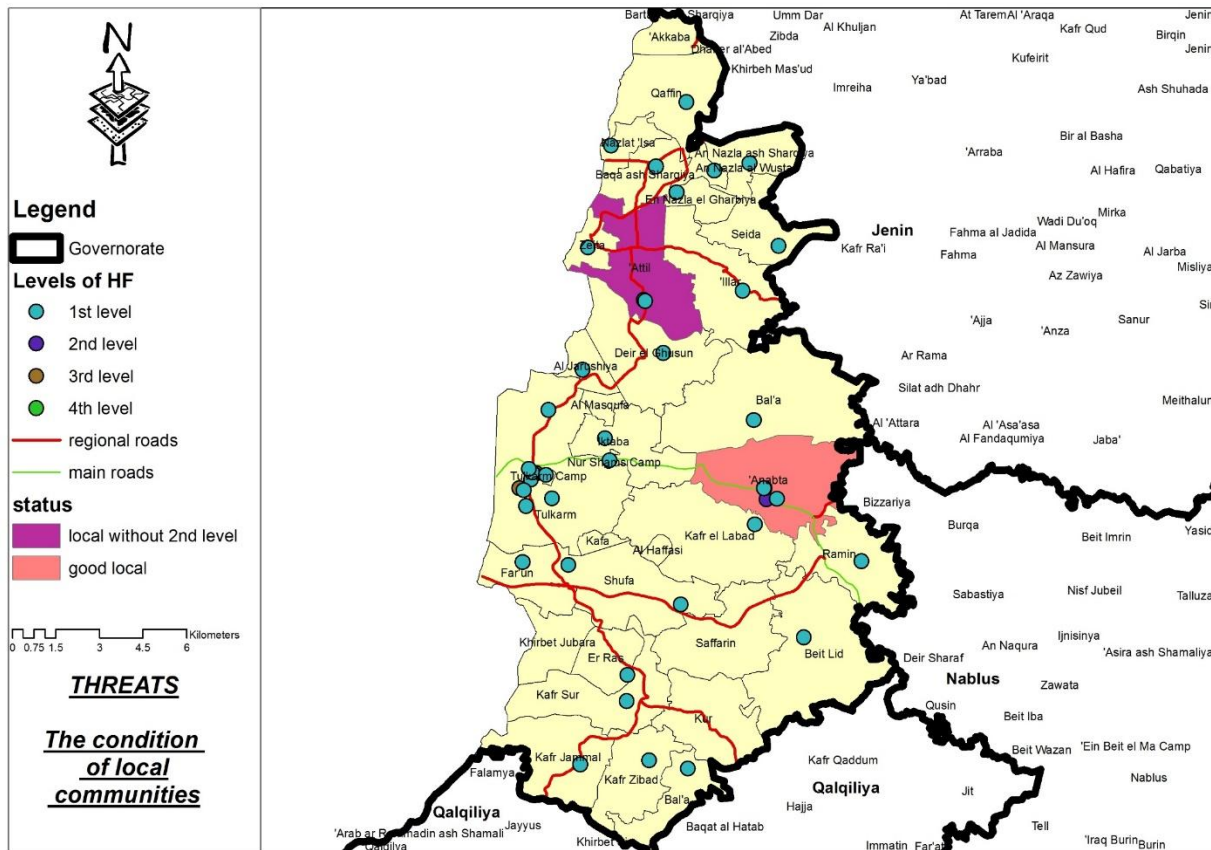 N
Legend
Governorate
Levels of HF
1st level
2nd level
3rd level
4th level
regional roads
main roads
status
local without 2nd level
good local
Kilometers
0 0.75 1.5 3 4.5 6
THREATS
The condition
of local
communities
Sharqiya
Umm Dar
Al Khuljan
At Tarem
Al 'Araqa
Jenin
'Akkaba
Zibda
Kafr Qud
Birqin
Dhaher al'Abed
Jenin
Khirbeh Mas'ud
Kufeirit
Qaffin
Imreiha
Ya'bad
Ash Shuhada
Bir al Basha
Nazlat 'Isa
An Nazla ash Sharqiya
'Arraba
Baqa ash Sharqiya
An Nazla al Wusta
Al Hafira
Qabatiya
En Nazla el Gharbiya
Mirka
Seida
Jenin
Wadi Du'oq
Fahma al Jadida
Zeita
Kafr Ra'i
Fahma
Al Mansura
Al Jarba
'Attil
Misliya
'Illar
Az Zawiya
'Ajja
'Anza
Sanur
Deir el Ghusun
Ar Rama
Al Jarushiya
Silat adh Dhahr
Al Masqufa
Bal'a
Al 'Attara
Al 'Asa'asa
Iktaba
Al Fandaqumiya
Jaba'
Nur Shams Camp
Tulkarm Camp
'Anabta
Bizzariya
Tulkarm
Burqa
Kafa
Kafr el Labad
Beit Imrin
Al Haffasi
Ramin
Far'un
Shufa
Sabastiya
Nisf Jubeil
Talluza
Khirbet Jubara
Saffarin
Ijnisinya
Er Ras
Beit Lid
Deir Sharaf
An Naqura
'Asira ash Shamaliya
Nablus
Kafr Sur
Zawata
Kur
Qusin
Beit Iba
Kafr Jammal
Beit Wazan
'Ein Beit el Ma Camp
Falamya
Kafr Zibad
Kafr Qaddum
Nablus
Qalqiliya
Bal'a
Hajja
Qalqiliya
Jit
Jayyus
Baqat al Hatab
Tell
ash Shamali
Khirbet
Immatin
'Iraq Burin
Burin